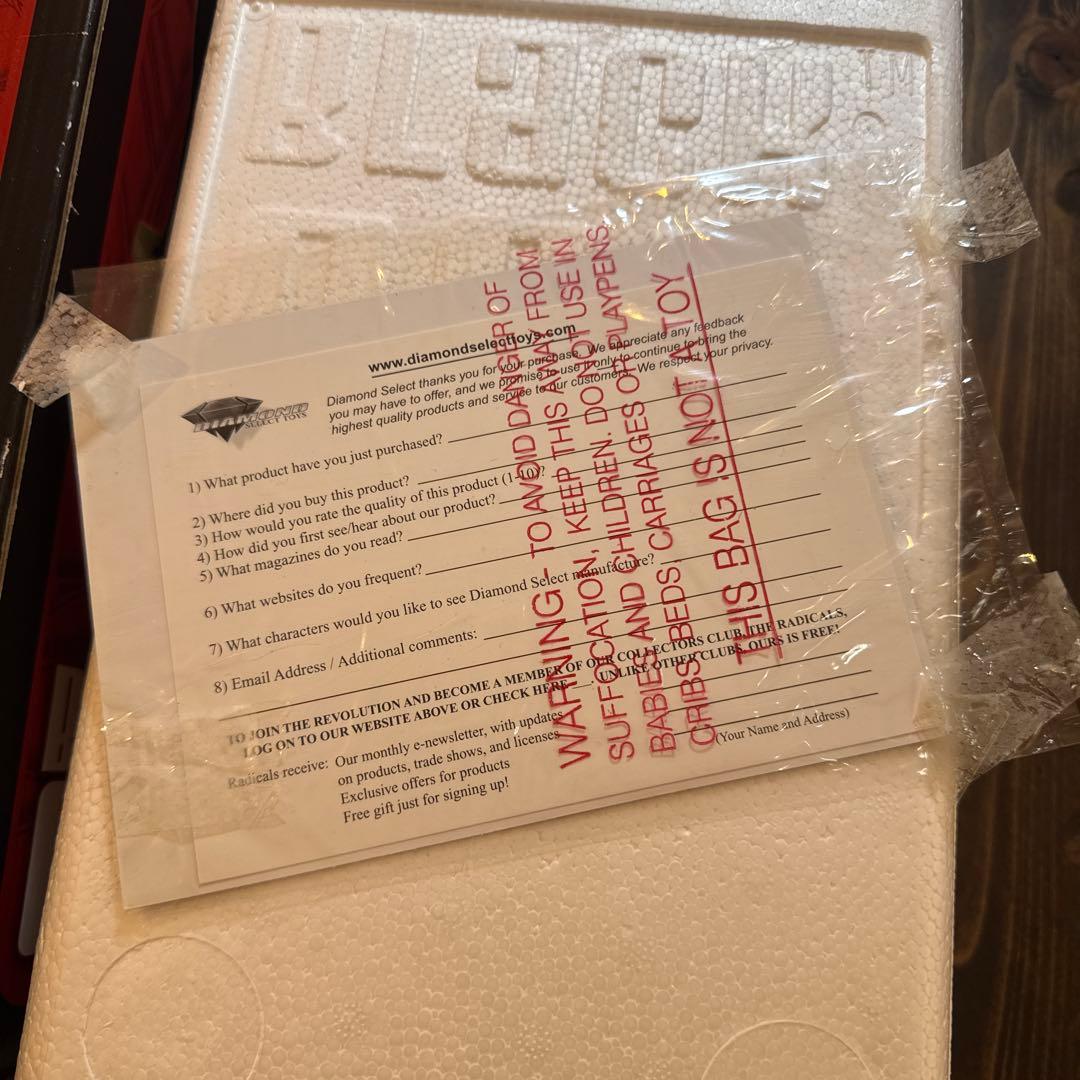 BLACK TM
www.diamondselecttoys.com
Diamond Select thanks you for your purchase. We appreciate any feedback
you may have to offer, and we promise to use it only to continue to bring the
highest quality products and service to our customers. We respect your privacy.
DIAMOND
SELECT TOYS
1) What product have you just purchased?
2) Where did you buy this product?
3) How would you rate the quality of this product (1-10)?
4) How did you first see/hear about our product?
5) What magazines do you read?
6) What websites do you frequent?
7) What characters would you like to see Diamond Select manufacture?
8) Email Address / Additional comments:
TO JOIN THE REVOLUTION AND BECOME A MEMBER OF OUR COLLECTORS CLUB, THE RADICALS,
LOG ON TO OUR WEBSITE ABOVE OR CHECK HERE . UNLIKE OTHER CLUBS, OURS IS FREE!
Radicals receive: Our monthly e-newsletter, with updates
on products, trade shows, and licenses
Exclusive offers for products
Free gift just for signing up!
(Your Name and Address)
WARNING - TO AVOID DANGER OF
SUFFOCATION, KEEP THIS AWAY FROM
BABIES AND CHILDREN. DO NOT USE IN
CRIBS, BEDS, CARRIAGES OR PLAYPENS.
THIS BAG IS NOT A TOY